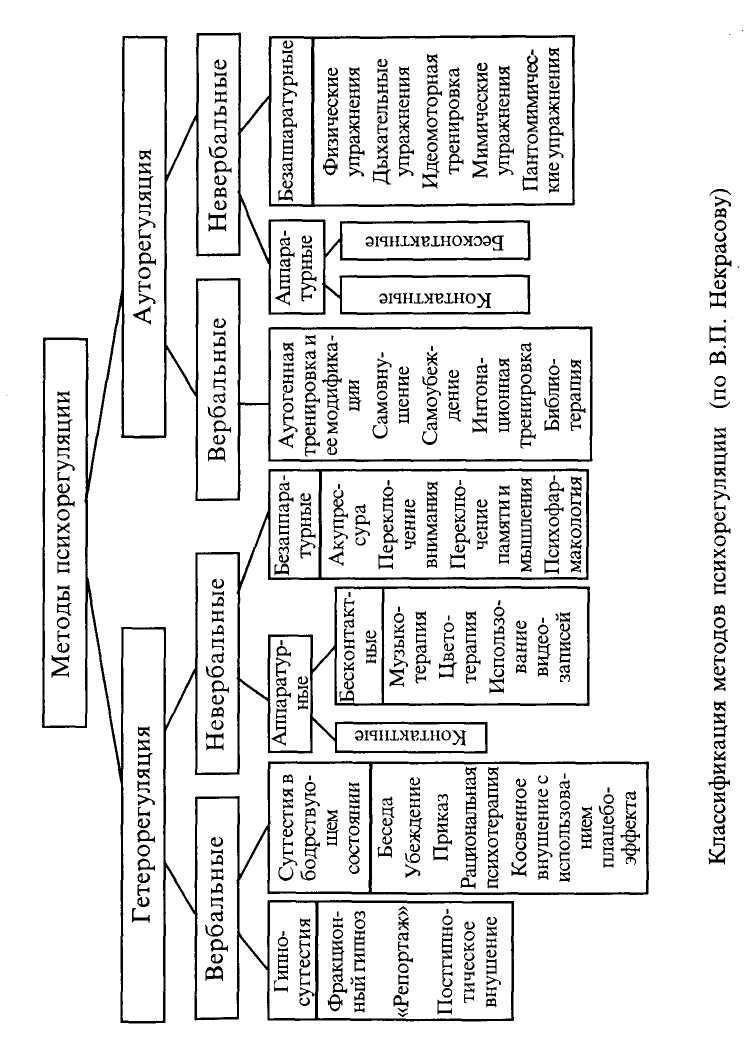 Методы психорегуляции
Гетерорегуляция
Ауторегуляция
Вербальные
Невербальные
Вербальные
Невербальные
Гипно-
суггестия
Фракцион-
ный гипноз
«Репортаж»
Постгипно-
тическое
внушение
Суггестия в
бодрствую-
щем
состоянии
Беседа
Убеждение
Приказ
Рациональная
психотерапия
Косвенное
внушение с
использова-
нием
плацебо-
эффекта
Аппаратур-
ные
Контактные
Бесконтакт-
ные
Музыко-
терапия
Цвето-
терапия
Использо-
вание
видео-
записей
Безаппара-
турные
Акупрес-
сура
Переклю-
чение
внимания
Переклю-
чение
памяти и
мышления
Психофар-
макология
Аутогенная
тренировка и
ее модифика-
ции
Самовну-
шение
Самоубеж-
дение
Интона-
ционная
тренировка
Библио-
терапия
Аппара-
турные
Контактные
Бесконтактные
Безаппаратурные
Физические
упражнения
Дыхательные
упражнения
Идеомоторная
тренировка
Мимические
упражнения
Пантомимичес-
кие упражнения
Классификация методов психорегуляции (по В.П. Некрасову)